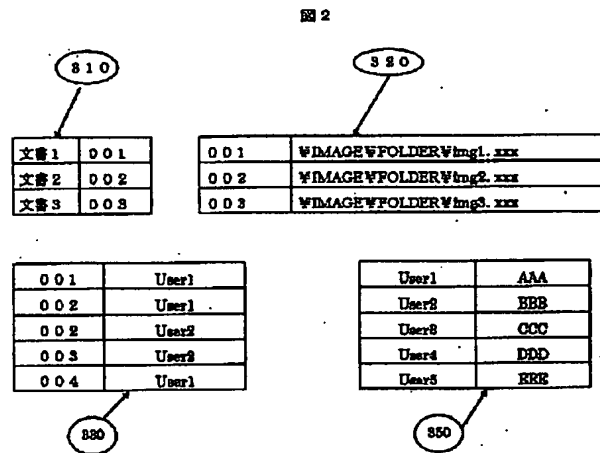 図2
310
320
文書1 001
文書2 002
文書3 003
001 ¥IMAGE¥FOLDER¥img1.xxx
002 ¥IMAGE¥FOLDER¥img2.xxx
003 ¥IMAGE¥FOLDER¥img3.xxx
001 User1
002 User1
002 User2
003 User2
004 User1
User1 AAA
User2 BBB
User3 CCC
User4 DDD
User5 EEE
330
350